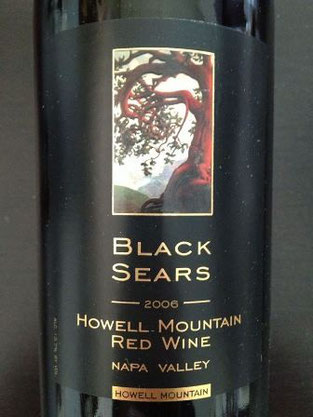 BLACK
SEARS
2006
HOWELL MOUNTAIN
RED WINE
NAPA VALLEY
HOWELL MOUNTAIN